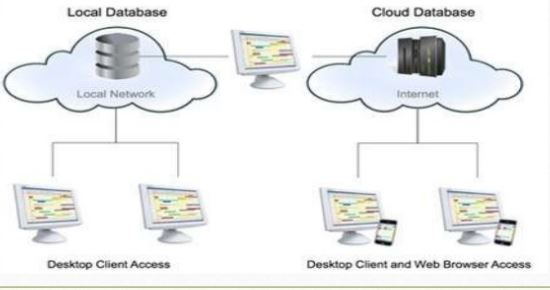 Local Database
Cloud Database
Local Network
Internet
Desktop Client Access
Desktop Client and Web Browser Access